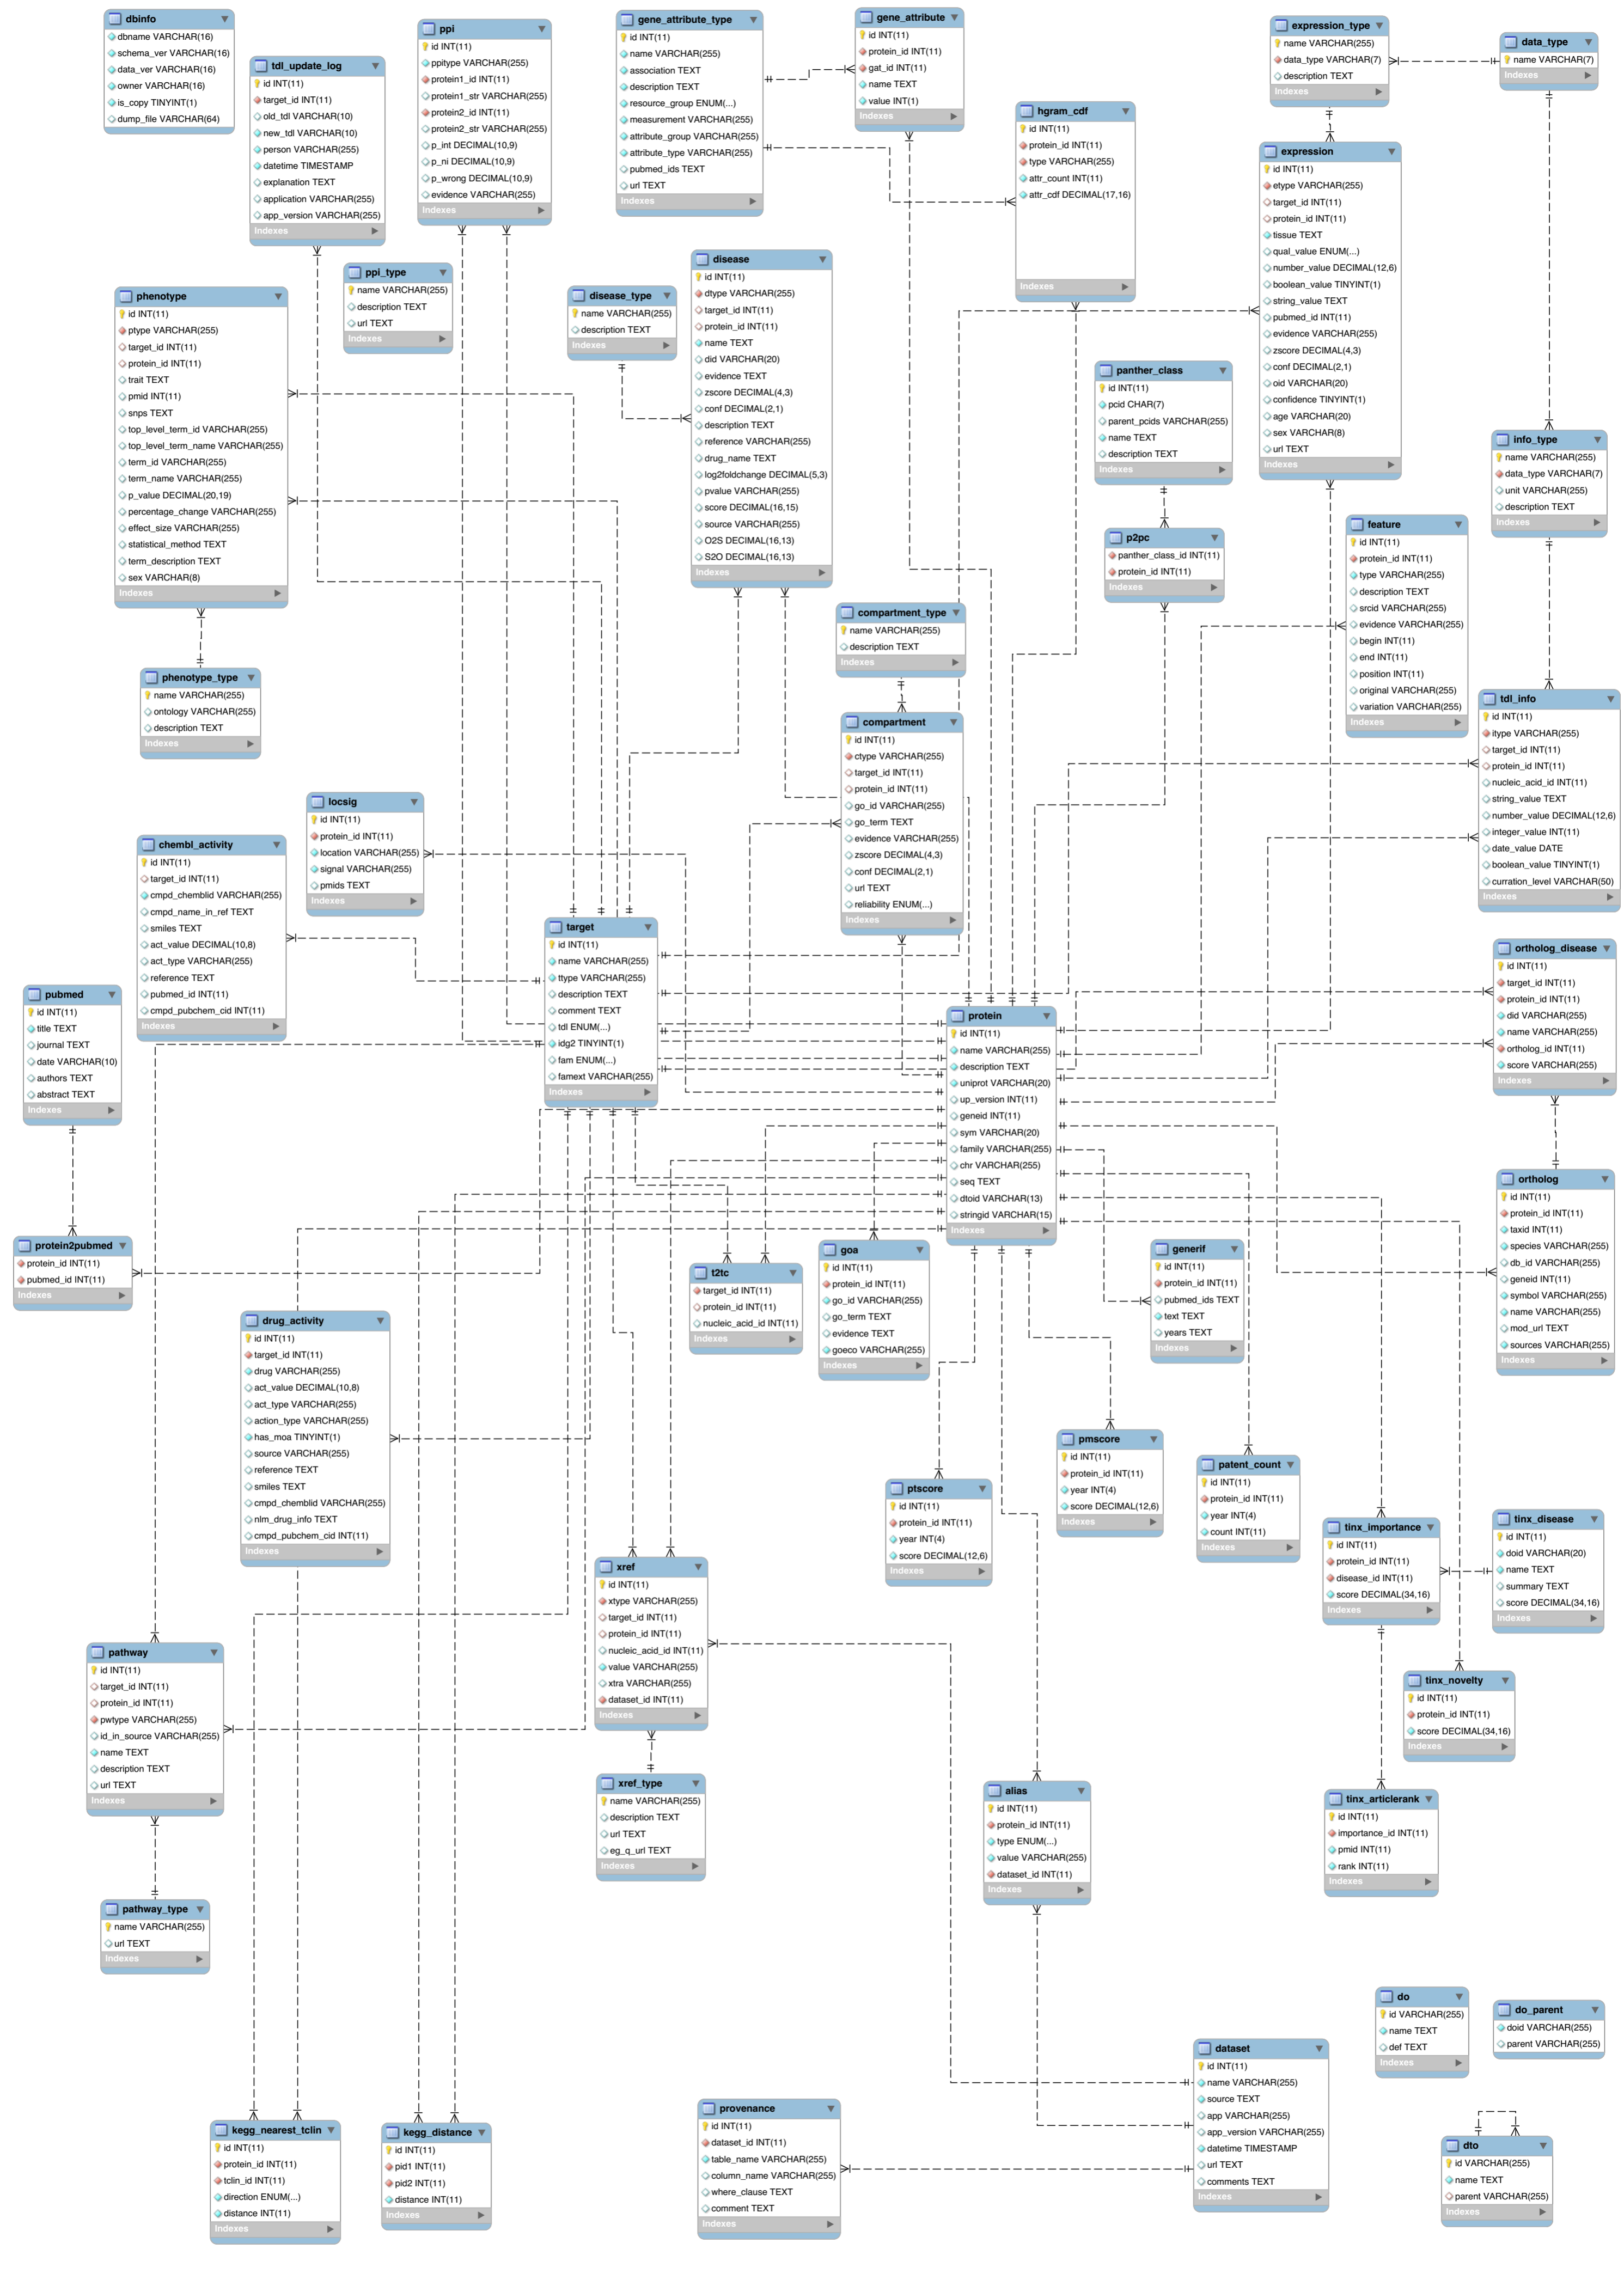 dbinfo
dbname VARCHAR(16)
schema_ver VARCHAR(16)
data_ver VARCHAR(16)
owner VARCHAR(16)
is_copy TINYINT(1)
dump_file VARCHAR(64)
tdl_update_log
id INT(11)
target_id INT(11)
old_tdl VARCHAR(10)
new_tdl VARCHAR(10)
person VARCHAR(255)
datetime TIMESTAMP
explanation TEXT
application VARCHAR(255)
app_version VARCHAR(255)
Indexes
ppi
id INT(11)
ppitype VARCHAR(255)
protein1_id INT(11)
protein1_str VARCHAR(255)
protein2_id INT(11)
protein2_str VARCHAR(255)
p_int DECIMAL(10,9)
p_ni DECIMAL(10,9)
p_wrong DECIMAL(10,9)
evidence VARCHAR(255)
Indexes
gene_attribute_type
id INT(11)
name VARCHAR(255)
association TEXT
description TEXT
resource_group ENUM(...)
measurement VARCHAR(255)
attribute_group VARCHAR(255)
attribute_type VARCHAR(255)
pubmed_ids TEXT
url TEXT
Indexes
gene_attribute
id INT(11)
protein_id INT(11)
gat_id INT(11)
name TEXT
value INT(1)
Indexes
hgram_cdf
id INT(11)
protein_id INT(11)
type VARCHAR(255)
attr_count INT(11)
attr_cdf DECIMAL(17,16)
Indexes
expression_type
name VARCHAR(255)
data_type VARCHAR(7)
description TEXT
Indexes
data_type
name VARCHAR(7)
Indexes
expression
id INT(11)
etype VARCHAR(255)
target_id INT(11)
protein_id INT(11)
tissue TEXT
qual_value ENUM(...)
number_value DECIMAL(12,6)
boolean_value TINYINT(1)
string_value TEXT
pubmed_id INT(11)
evidence VARCHAR(255)
zscore DECIMAL(4,3)
conf DECIMAL(2,1)
oid VARCHAR(20)
confidence TINYINT(1)
age VARCHAR(20)
sex VARCHAR(8)
url TEXT
Indexes
phenotype
id INT(11)
ptype VARCHAR(255)
target_id INT(11)
protein_id INT(11)
trait TEXT
pmid INT(11)
snps TEXT
top_level_term_id VARCHAR(255)
top_level_term_name VARCHAR(255)
term_id VARCHAR(255)
term_name VARCHAR(255)
p_value DECIMAL(20,19)
percentage_change VARCHAR(255)
effect_size VARCHAR(255)
statistical_method TEXT
term_description TEXT
sex VARCHAR(8)
Indexes
ppi_type
name VARCHAR(255)
description TEXT
url TEXT
Indexes
disease_type
name VARCHAR(255)
description TEXT
Indexes
disease
id INT(11)
dtype VARCHAR(255)
target_id INT(11)
protein_id INT(11)
name TEXT
did VARCHAR(20)
evidence TEXT
zscore DECIMAL(4,3)
conf DECIMAL(2,1)
description TEXT
reference VARCHAR(255)
drug_name TEXT
log2foldchange DECIMAL(5,3)
pvalue VARCHAR(255)
score DECIMAL(16,15)
source VARCHAR(255)
O2S DECIMAL(16,13)
S2O DECIMAL(16,13)
Indexes
panther_class
id INT(11)
pcid CHAR(7)
parent_pcids VARCHAR(255)
name TEXT
description TEXT
Indexes
info_type
name VARCHAR(255)
data_type VARCHAR(7)
unit VARCHAR(255)
description TEXT
Indexes
p2pc
panther_class_id INT(11)
protein_id INT(11)
Indexes
feature
id INT(11)
protein_id INT(11)
type VARCHAR(255)
description TEXT
srcid VARCHAR(255)
evidence VARCHAR(255)
begin INT(11)
end INT(11)
position INT(11)
original VARCHAR(255)
variation VARCHAR(255)
Indexes
phenotype_type
name VARCHAR(255)
ontology VARCHAR(255)
description TEXT
Indexes
compartment_type
name VARCHAR(255)
description TEXT
Indexes
compartment
id INT(11)
ctype VARCHAR(255)
target_id INT(11)
protein_id INT(11)
go_id VARCHAR(255)
go_term TEXT
evidence VARCHAR(255)
zscore DECIMAL(4,3)
conf DECIMAL(2,1)
url TEXT
reliability ENUM(...)
Indexes
tdl_info
id INT(11)
itype VARCHAR(255)
target_id INT(11)
protein_id INT(11)
nucleic_acid_id INT(11)
string_value TEXT
number_value DECIMAL(12,6)
integer_value INT(11)
date_value DATE
boolean_value TINYINT(1)
curration_level VARCHAR(50)
Indexes
locsig
id INT(11)
protein_id INT(11)
location VARCHAR(255)
signal VARCHAR(255)
pmids TEXT
Indexes
chembl_activity
id INT(11)
target_id INT(11)
cmpd_chemblid VARCHAR(255)
cmpd_name_in_ref TEXT
smiles TEXT
act_value DECIMAL(10,8)
act_type VARCHAR(255)
reference TEXT
pubmed_id INT(11)
cmpd_pubchem_cid INT(11)
Indexes
target
id INT(11)
name VARCHAR(255)
ttype VARCHAR(255)
description TEXT
comment TEXT
tdl ENUM(...)
idg2 TINYINT(1)
fam ENUM(...)
famext VARCHAR(255)
Indexes
pubmed
id INT(11)
title TEXT
journal TEXT
date VARCHAR(10)
authors TEXT
abstract TEXT
Indexes
protein
id INT(11)
name VARCHAR(255)
description TEXT
uniprot VARCHAR(20)
up_version INT(11)
geneid INT(11)
sym VARCHAR(20)
family VARCHAR(255)
chr VARCHAR(255)
seq TEXT
dtoid VARCHAR(13)
stringid VARCHAR(15)
Indexes
ortholog_disease
id INT(11)
target_id INT(11)
protein_id INT(11)
did VARCHAR(255)
name VARCHAR(255)
ortholog_id INT(11)
score VARCHAR(255)
Indexes
ortholog
id INT(11)
protein_id INT(11)
taxid INT(11)
species VARCHAR(255)
db_id VARCHAR(255)
geneid INT(11)
symbol VARCHAR(255)
name VARCHAR(255)
mod_url TEXT
sources VARCHAR(255)
Indexes
protein2pubmed
protein_id INT(11)
pubmed_id INT(11)
Indexes
t2tc
target_id INT(11)
protein_id INT(11)
nucleic_acid_id INT(11)
Indexes
goa
id INT(11)
protein_id INT(11)
go_id VARCHAR(255)
go_term TEXT
evidence TEXT
goeco VARCHAR(255)
Indexes
generif
id INT(11)
protein_id INT(11)
pubmed_ids TEXT
text TEXT
years TEXT
Indexes
drug_activity
id INT(11)
target_id INT(11)
drug VARCHAR(255)
act_value DECIMAL(10,8)
act_type VARCHAR(255)
action_type VARCHAR(255)
has_moa TINYINT(1)
source VARCHAR(255)
reference TEXT
smiles TEXT
cmpd_chemblid VARCHAR(255)
nlm_drug_info TEXT
cmpd_pubchem_cid INT(11)
Indexes
ptscore
id INT(11)
protein_id INT(11)
year INT(4)
score DECIMAL(12,6)
Indexes
pmscore
id INT(11)
protein_id INT(11)
year INT(4)
score DECIMAL(12,6)
Indexes
patent_count
id INT(11)
protein_id INT(11)
year INT(4)
count INT(11)
Indexes
tinx_importance
id INT(11)
protein_id INT(11)
disease_id INT(11)
score DECIMAL(34,16)
Indexes
tinx_disease
id INT(11)
doid VARCHAR(20)
name TEXT
summary TEXT
score DECIMAL(34,16)
Indexes
xref
id INT(11)
xtype VARCHAR(255)
target_id INT(11)
protein_id INT(11)
nucleic_acid_id INT(11)
value VARCHAR(255)
xtra VARCHAR(255)
dataset_id INT(11)
Indexes
pathway
id INT(11)
target_id INT(11)
protein_id INT(11)
pwtype VARCHAR(255)
id_in_source VARCHAR(255)
name TEXT
description TEXT
url TEXT
Indexes
tinx_novelty
id INT(11)
protein_id INT(11)
score DECIMAL(34,16)
Indexes
xref_type
name VARCHAR(255)
description TEXT
url TEXT
eg_q_url TEXT
Indexes
alias
id INT(11)
protein_id INT(11)
type ENUM(...)
value VARCHAR(255)
dataset_id INT(11)
Indexes
tinx_articlerank
id INT(11)
importance_id INT(11)
pmid INT(11)
rank INT(11)
Indexes
pathway_type
name VARCHAR(255)
url TEXT
Indexes
do
id VARCHAR(255)
name TEXT
def TEXT
Indexes
do_parent
doid VARCHAR(255)
parent VARCHAR(255)
dataset
id INT(11)
name VARCHAR(255)
source TEXT
app VARCHAR(255)
app_version VARCHAR(255)
datetime TIMESTAMP
url TEXT
comments TEXT
Indexes
provenance
id INT(11)
dataset_id INT(11)
table_name VARCHAR(255)
column_name VARCHAR(255)
where_clause TEXT
comment TEXT
Indexes
kegg_nearest_tclin
id INT(11)
protein_id INT(11)
tclin_id INT(11)
direction ENUM(...)
distance INT(11)
Indexes
kegg_distance
id INT(11)
pid1 INT(11)
pid2 INT(11)
distance INT(11)
Indexes
dto
id VARCHAR(255)
name TEXT
parent VARCHAR(255)
Indexes